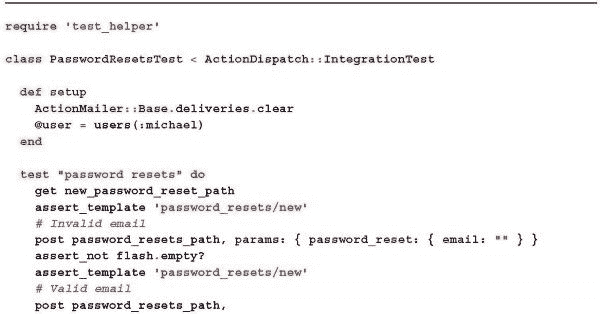 require 'test_helper'
class PasswordResetsTest < ActionDispatch::IntegrationTest
def setup
ActionMailer::Base.deliveries.clear
@user = users(:michael)
end
test "password resets" do
get new_password_reset_path
assert_template 'password_resets/new'
# Invalid email
post password_resets_path, params: { password_reset: { email: "" } }
assert_not flash.empty?
assert_template 'password_resets/new'
# Valid email
post password_resets_path,